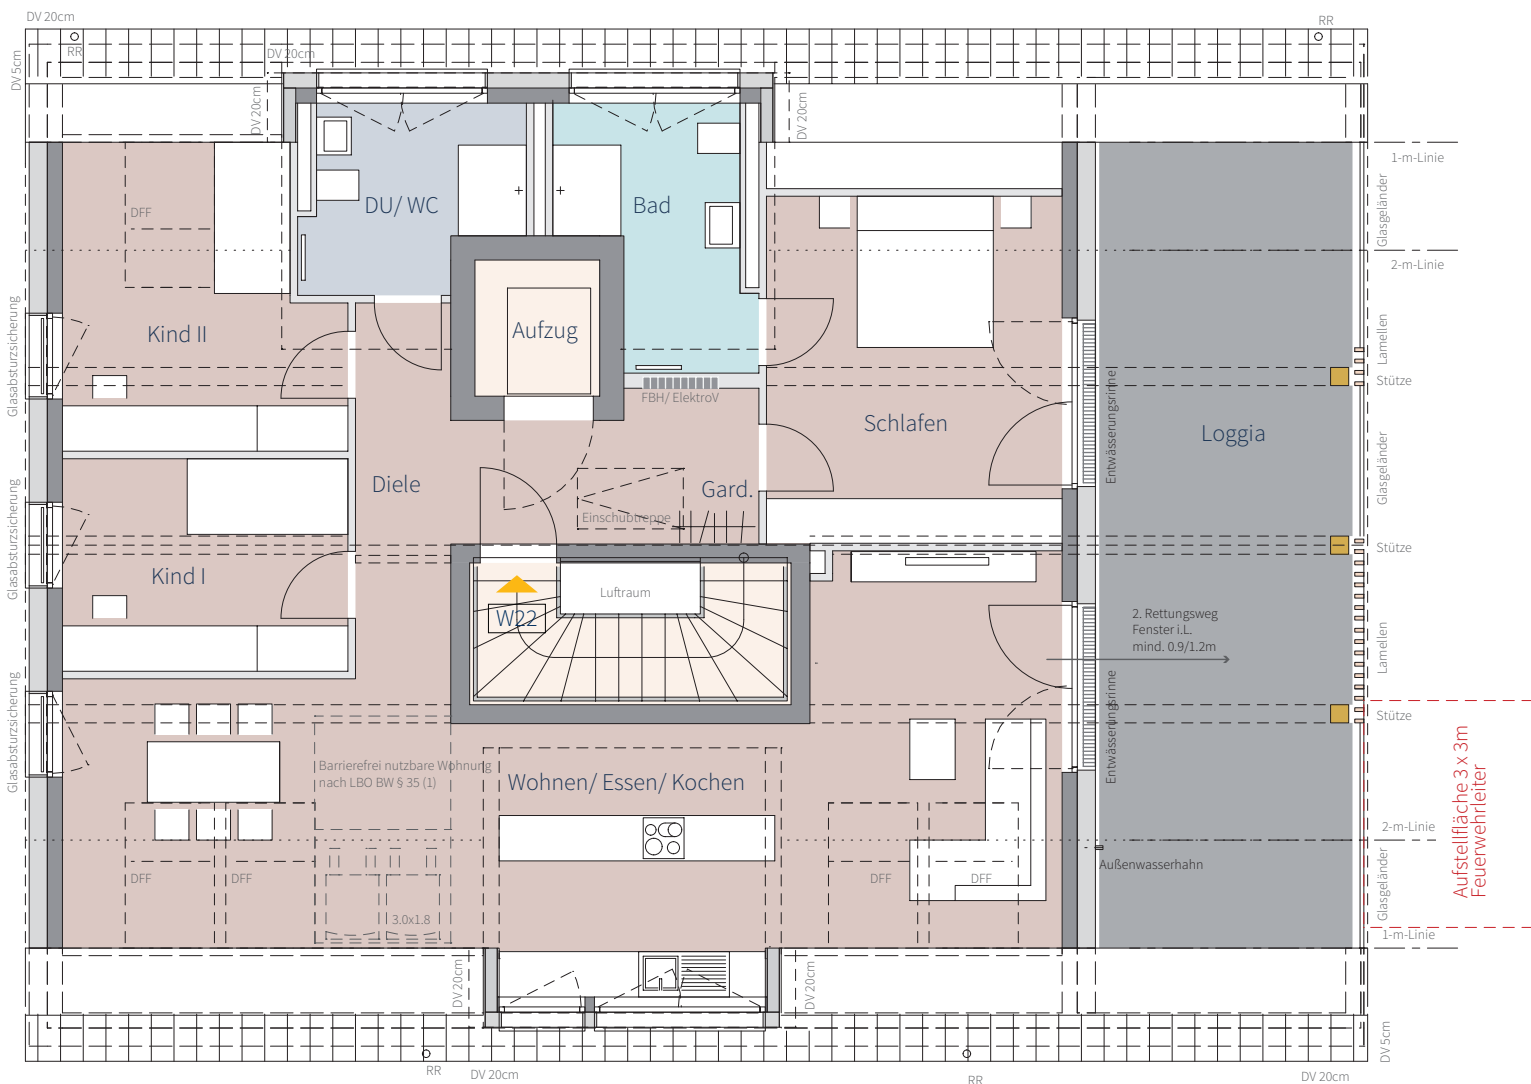 DV 20cm
RR
RR
DV 5cm
DV 20cm
DV 20cm
DV 20cm
1-m-Linie
Glasgeländer
2-m-Linie
DFF
DU/ WC
Bad
Kind II
Aufzug
Glasabsturzsicherung
Lamellen
Stütze
FBH/ ElektroV
Schlafen
Loggia
Entwässerungsrinne
Glasgeländer
Diele
Gard.
Einschubtreppe
Glasabsturzsicherung
Stütze
Kind I
Luftraum
W22
2. Rettungsweg
Fenster i.L.
mind. 0.9/1.2m
Lamellen
Entwässerungsrinne
Glasabsturzsicherung
Stütze
Barrierefrei nutzbare Wohnung
nach LBO BW § 35 (1)
Wohnen/ Essen/ Kochen
Aufstellfläche 3 x 3m
Feuerwehrleiter
2-m-Linie
Außenwasserhahn
DFF
DFF
DFF
DFF
Glasgeländer
3.0x1.8
1-m-Linie
DV 20cm
DV 20cm
DV 5cm
RR
DV 20cm
RR
DV 20cm